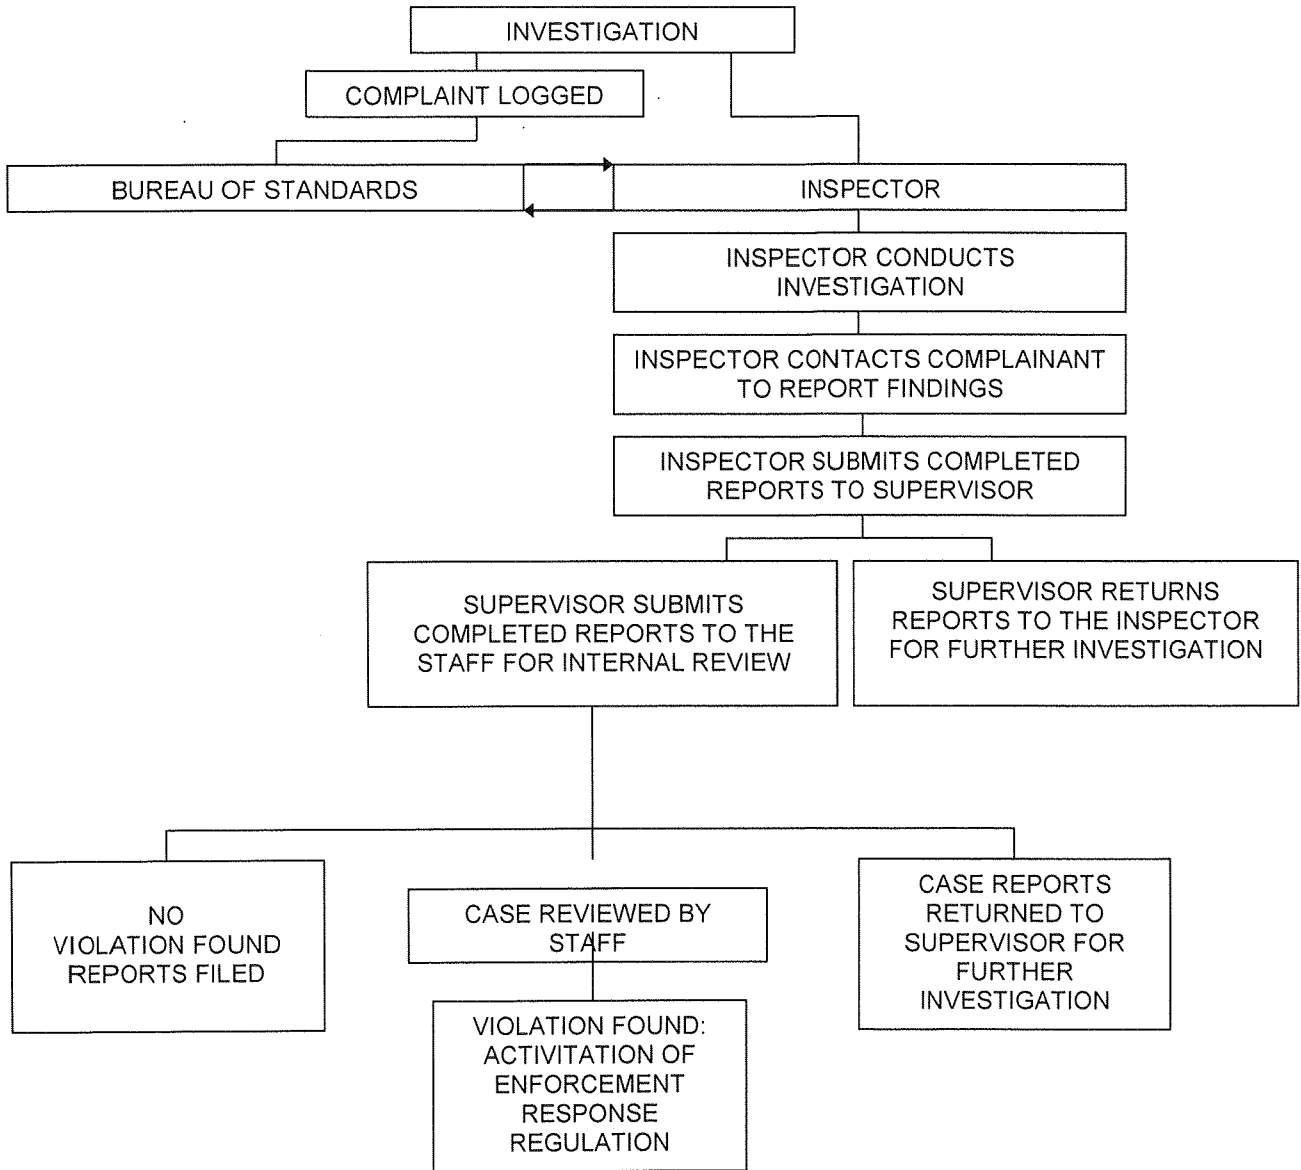 INVESTIGATION
COMPLAINT LOGGED
BUREAU OF STANDARDS
INSPECTOR
INSPECTOR CONDUCTS
INVESTIGATION
INSPECTOR CONTACTS COMPLAINANT
TO REPORT FINDINGS
INSPECTOR SUBMITS COMPLETED
REPORTS TO SUPERVISOR
SUPERVISOR SUBMITS
COMPLETED REPORTS TO THE
STAFF FOR INTERNAL REVIEW
SUPERVISOR RETURNS
REPORTS TO THE INSPECTOR
FOR FURTHER INVESTIGATION
NO
VIOLATION FOUND
REPORTS FILED
CASE REVIEWED BY
STAFF
CASE REPORTS
RETURNED TO
SUPERVISOR FOR
FURTHER
INVESTIGATION
VIOLATION FOUND:
ACTIVITATION OF
ENFORCEMENT
RESPONSE
REGULATION